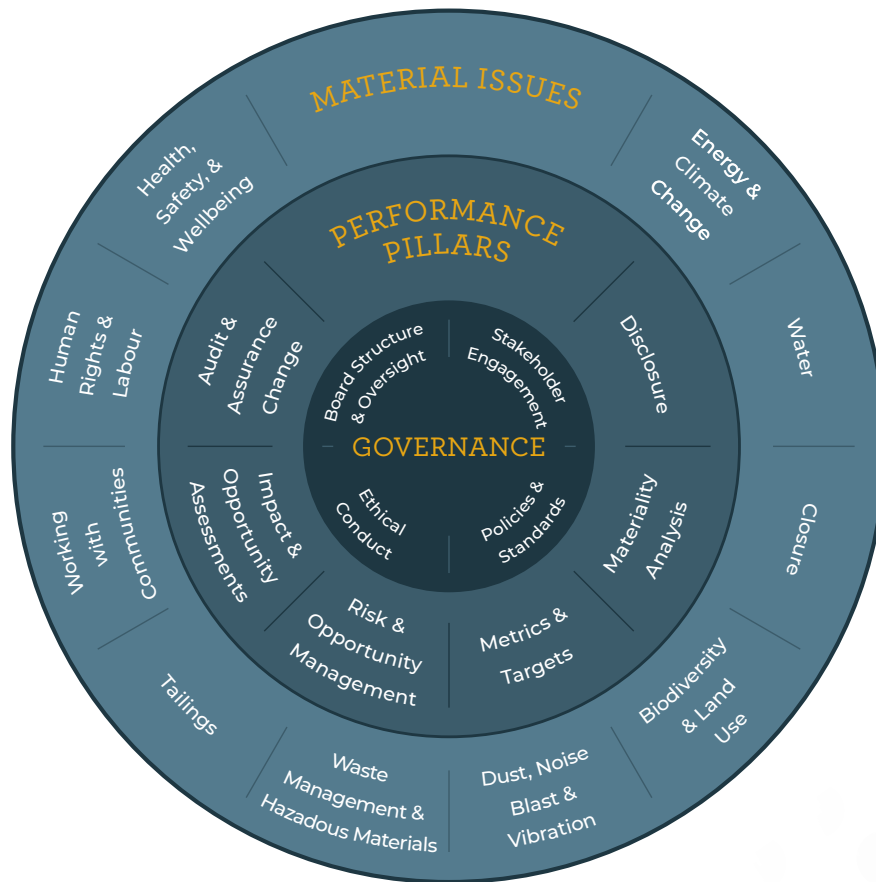 MATERIAL ISSUES
Energy &
Climate
Change
Water
Closure
Biodiversity
& Land
Use
Dust, Noise
Blast &
Vibration
Waste
Management &
Hazadous Materials
Tailings
Working
with
Communities
Human
Rights &
Labour
Health,
Safety, &
Wellbeing
PERFORMANCE
PILLARS
Disclosure
Materiality
Analysis
Metrics &
Targets
Risk &
Opportunity
Management
Impact &
Opportunity
Assessments
Audit &
Assurance
Change
GOVERNANCE
Board Structure
& Oversight
Stakeholder
Engagement
Policies &
Standards
Ethical
Conduct